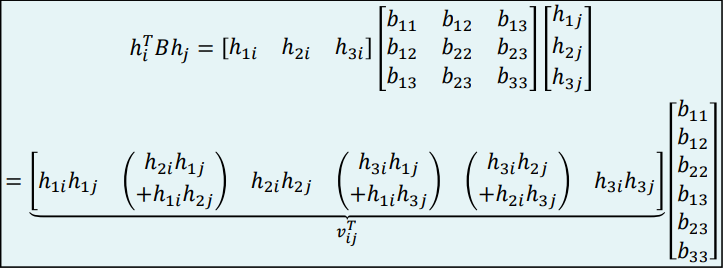 h_i^T B h_j = [h_{1i} h_{2i} h_{3i}] [b_{11} b_{12} b_{13}; b_{12} b_{22} b_{23}; b_{13} b_{23} b_{33}] [h_{1j}; h_{2j}; h_{3j}]
= [h_{1i}h_{1j} (h_{2i}h_{1j} +h_{1i}h_{2j}) h_{2i}h_{2j} (h_{3i}h_{1j} +h_{1i}h_{3j}) (h_{3i}h_{2j} +h_{2i}h_{3j}) h_{3i}h_{3j}] [b_{11}; b_{12}; b_{22}; b_{13}; b_{23}; b_{33}]
v_{ij}^T